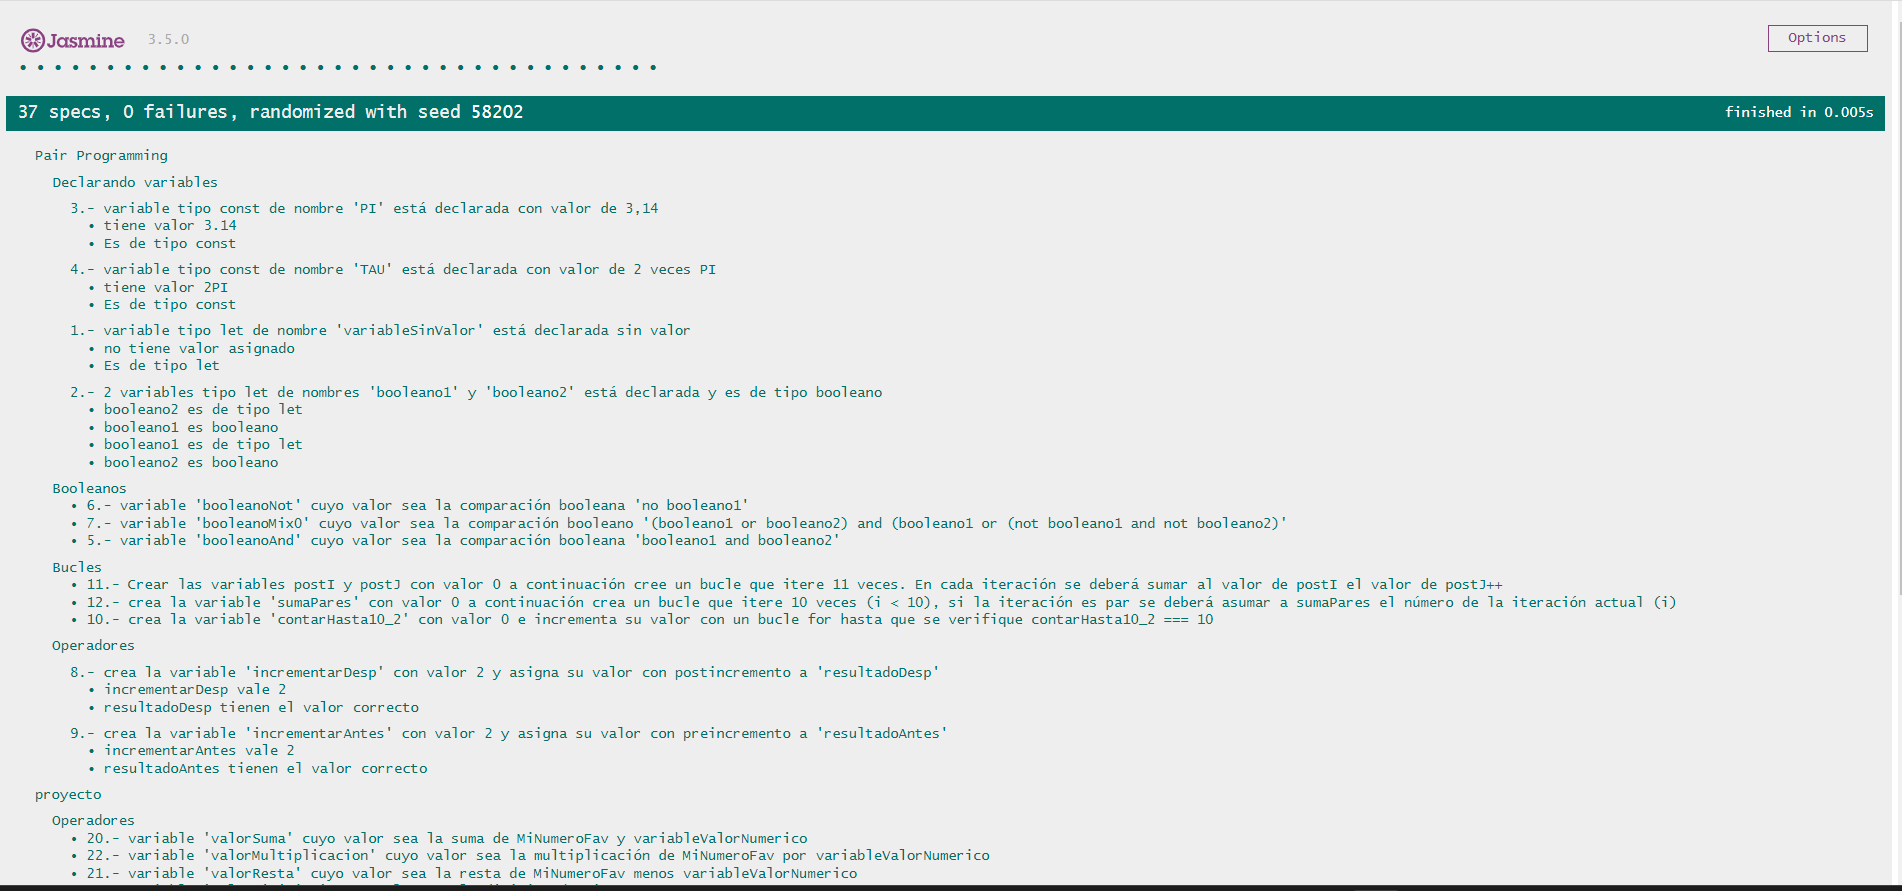 Jasmine 3.5.0
Options
37 specs, 0 failures, randomized with seed 58202
finished in 0.005s
Pair Programming
Declarando variables
3.- variable tipo const de nombre 'PI' está declarada con valor de 3,14
• tiene valor 3.14
• Es de tipo const
4.- variable tipo const de nombre 'TAU' está declarada con valor de 2 veces PI
• tiene valor 2PI
• Es de tipo const
1.- variable tipo let de nombre 'variableSinValor' está declarada sin valor
• no tiene valor asignado
• Es de tipo let
2.- 2 variables tipo let de nombres 'booleano1' y 'booleano2' está declarada y es de tipo booleano
• booleano2 es de tipo let
• booleano1 es booleano
• booleano1 es de tipo let
• booleano2 es booleano
Booleanos
• 6.- variable 'booleanoNot' cuyo valor sea la comparación booleana 'no booleano1'
• 7.- variable 'booleanoMix0' cuyo valor sea la comparación booleano '(booleano1 or booleano2) and (booleano1 or (not booleano1 and not booleano2)'
• 5.- variable 'booleanoAnd' cuyo valor sea la comparación booleana 'booleano1 and booleano2'
Bucles
• 11.- Crear las variables postI y postJ con valor 0 a continuación cree un bucle que itere 11 veces. En cada iteración se deberá sumar al valor de postI el valor de postJ++
• 12.- crea la variable 'sumaPares' con valor 0 a continuación crea un bucle que itere 10 veces (i < 10), si la iteración es par se deberá asumar a sumaPares el número de la iteración actual (i)
• 10.- crea la variable 'contarHasta10_2' con valor 0 e incrementa su valor con un bucle for hasta que se verifique contarHasta10_2 === 10
Operadores
8.- crea la variable 'incrementarDesp' con valor 2 y asigna su valor con postincremento a 'resultadoDesp'
• incrementarDesp vale 2
• resultadoDesp tienen el valor correcto
9.- crea la variable 'incrementarAntes' con valor 2 y asigna su valor con preincremento a 'resultadoAntes'
• incrementarAntes vale 2
• resultadoAntes tienen el valor correcto
proyecto
Operadores
• 20.- variable 'valorSuma' cuyo valor sea la suma de MiNumeroFav y variableValorNumerico
• 22.- variable 'valorMultiplicacion' cuyo valor sea la multiplicación de MiNumeroFav por variableValorNumerico
• 21.- variable 'valorResta' cuyo valor sea la resta de MiNumeroFav menos variableValorNumerico